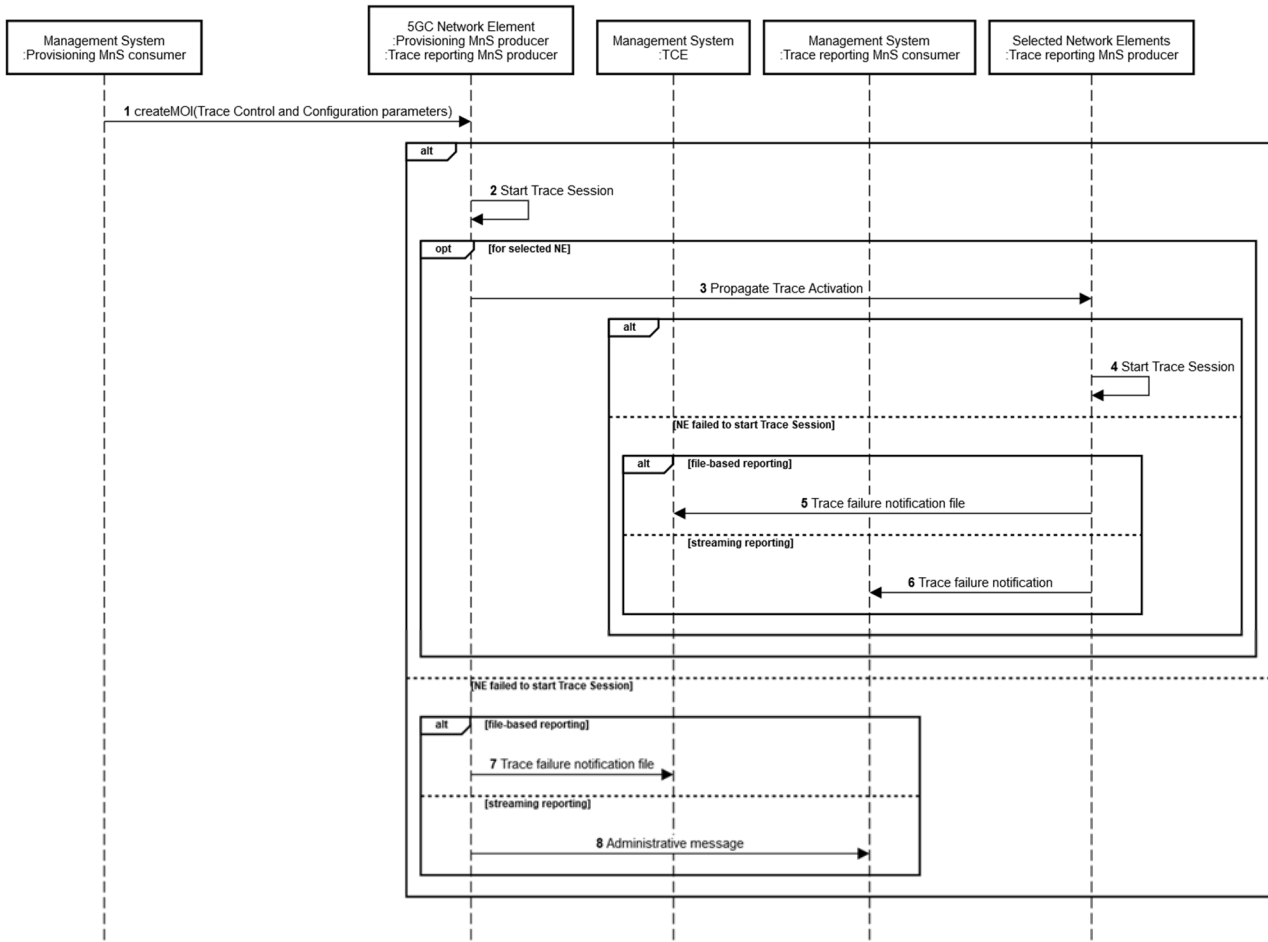 Management System
:Provisioning MnS consumer
5GC Network Element
:Provisioning MnS producer
:Trace reporting MnS producer
Management System
:TCE
Management System
:Trace reporting MnS consumer
Selected Network Elements
:Trace reporting MnS producer
1 createMOI(Trace Control and Configuration parameters)
alt
2 Start Trace Session
opt [for selected NE]
3 Propagate Trace Activation
alt
4 Start Trace Session
[NE failed to start Trace Session]
alt [file-based reporting]
5 Trace failure notification file
[streaming reporting]
6 Trace failure notification
[NE failed to start Trace Session]
alt [file-based reporting]
7 Trace failure notification file
[streaming reporting]
8 Administrative message